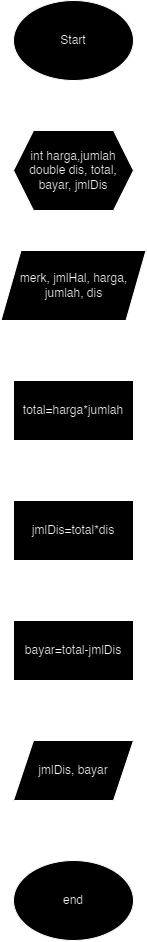 Start
int harga,jumlah
double dis, total,
bayar, jmlDis
merk, jmlHal, harga,
jumlah, dis
total=harga*jumlah
jmlDis=total*dis
bayar=total-jmlDis
jmlDis, bayar
end